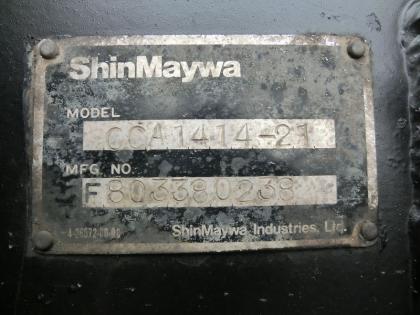 ShinMaywa
MODEL
CCA1414-21
MFG NO.
F803380238
ShinMaywa Industries, Ltd.